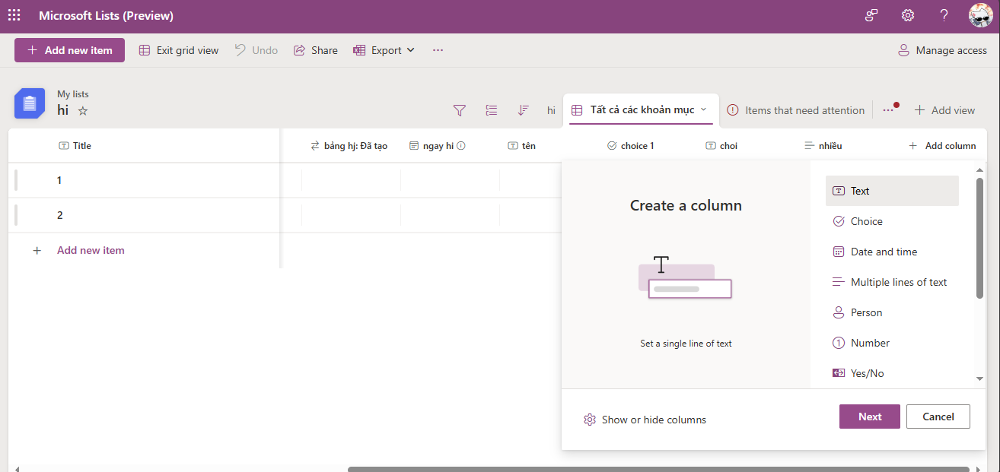 Microsoft Lists (Preview)
Add new item
Exit grid view
Undo
Share
Export
Manage access
My lists
hi
hi
Tất cả các khoản mục
Items that need attention
Add view
Title
bảng hj: Đã tạo
ngay hi
tên
choice 1
choi
nhiều
Add column
1
2
Add new item
Create a column
Set a single line of text
Text
Choice
Date and time
Multiple lines of text
Person
Number
Yes/No
Show or hide columns
Next
Cancel